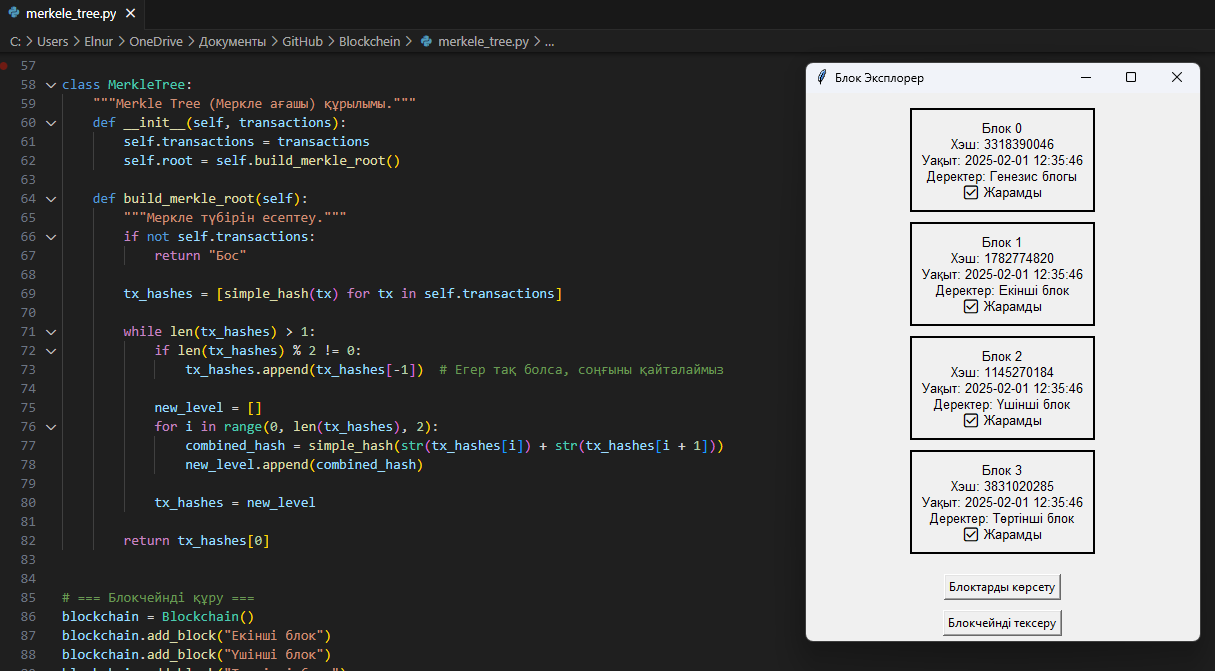 merkele_tree.py
C: > Users > Elnur > OneDrive > Документы > GitHub > Blockchein > merkele_tree.py > ...
57
58 class MerkleTree:
59 """Merkle Tree (Меркле ағашы) құрылымы."""
60 def __init__(self, transactions):
61 self.transactions = transactions
62 self.root = self.build_merkle_root()
63
64 def build_merkle_root(self):
65 """Меркле түбірін есептеу."""
66 if not self.transactions:
67 return "Бос"
68
69 tx_hashes = [simple_hash(tx) for tx in self.transactions]
70
71 while len(tx_hashes) > 1:
72 if len(tx_hashes) % 2 != 0:
73 tx_hashes.append(tx_hashes[-1]) # Егер тақ болса, соңғыны қайталаймыз
74
75 new_level = []
76 for i in range(0, len(tx_hashes), 2):
77 combined_hash = simple_hash(str(tx_hashes[i]) + str(tx_hashes[i + 1]))
78 new_level.append(combined_hash)
79
80 tx_hashes = new_level
81
82 return tx_hashes[0]
83
84
85 # === Блокчейнді құру ===
86 blockchain = Blockchain()
87 blockchain.add_block("Екінші блок")
88 blockchain.add_block("Үшінші блок")
Блок Эксплорер
Блок 0
Хэш: 3318390046
Уақыт: 2025-02-01 12:35:46
Деректер: Генезис блогы
Жарамды
Блок 1
Хэш: 1782774820
Уақыт: 2025-02-01 12:35:46
Деректер: Екінші блок
Жарамды
Блок 2
Хэш: 1145270184
Уақыт: 2025-02-01 12:35:46
Деректер: Үшінші блок
Жарамды
Блок 3
Хэш: 3831020285
Уақыт: 2025-02-01 12:35:46
Деректер: Төртінші блок
Жарамды
Блоктарды көрсету
Блокчейнді тексеру